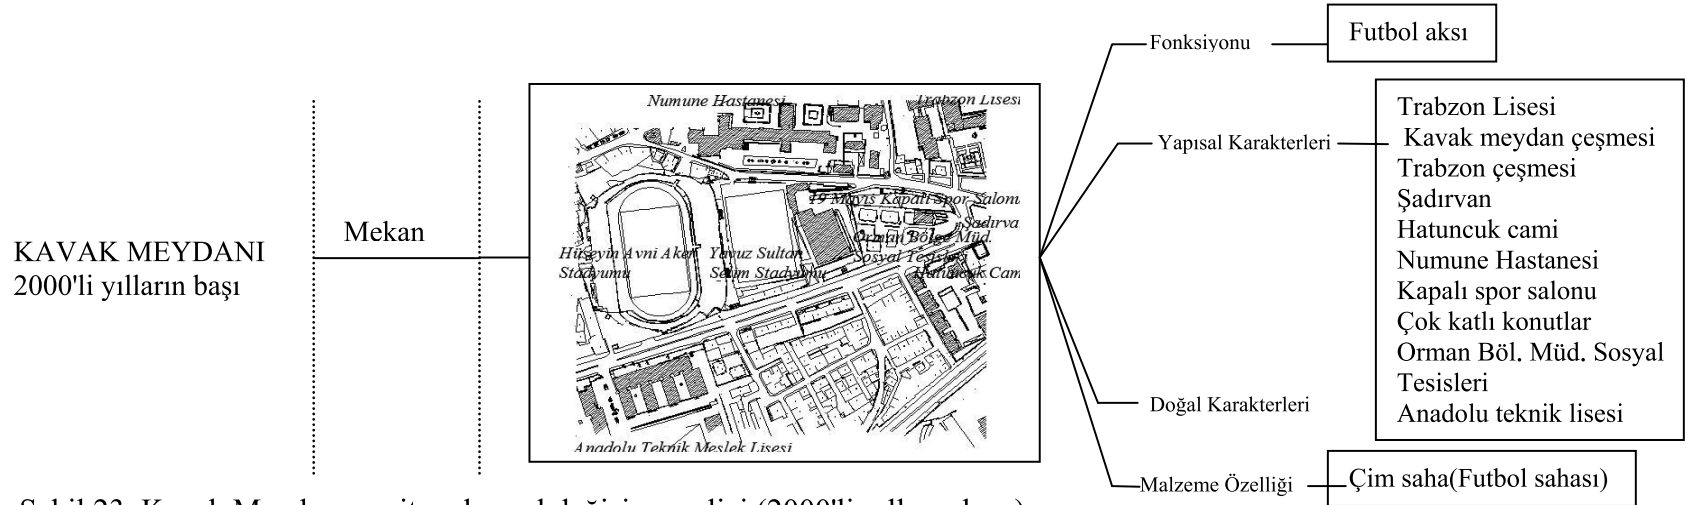 KAVAK MEYDANI
2000'li yılların başı
Mekan
Numune Hastanesi
Trabzon Lisesi
19 Mayıs Kapalı Spor Salonu
Şadırva
Orman Bölge Müd.
Sosyal Tesisleri
Hatuncuk Cam
Hüseyin Avni Aker
Stadyumu
Yavuz Sultan
Selim Stadyumu
Anadolu Teknik Meslek Lisesi
Fonksiyonu
Futbol aksı
Yapısal Karakterleri
Trabzon Lisesi
Kavak meydan çeşmesi
Trabzon çeşmesi
Şadırvan
Hatuncuk cami
Numune Hastanesi
Kapalı spor salonu
Çok katlı konutlar
Orman Böl. Müd. Sosyal
Tesisleri
Anadolu teknik lisesi
Doğal Karakterleri
Malzeme Özelliği
Çim saha(Futbol sahası)